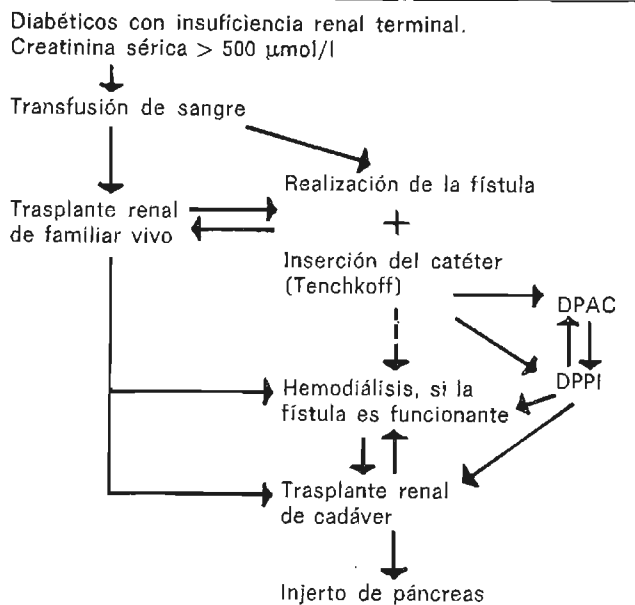 Diabéticos con insuficiencia renal terminal.
Creatinina sérica > 500 µmol/l
Transfusión de sangre
Realización de la fístula
Trasplante renal
de familiar vivo
+
Inserción del catéter
(Tenchkoff)
DPAC
DPPI
Hemodiálisis, si la
fístula es funcionante
Trasplante renal
de cadáver
Injerto de páncreas